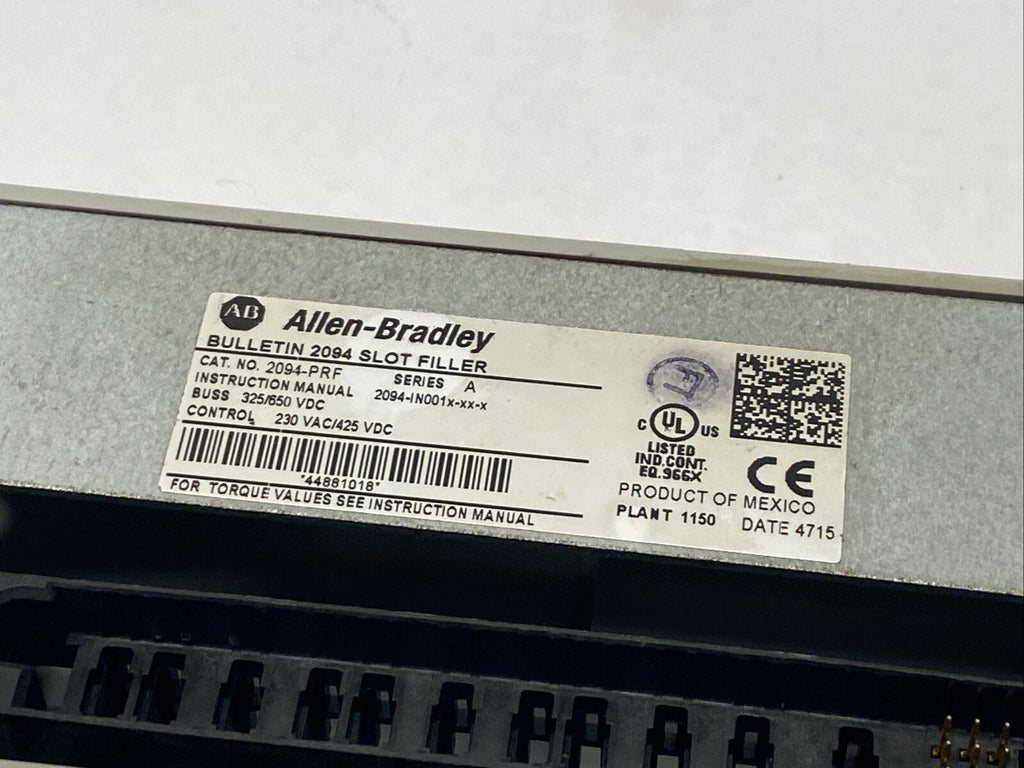 AB Allen-Bradley
BULLETIN 2094 SLOT FILLER
CAT. NO. 2094-PRF SERIES A
INSTRUCTION MANUAL 2094-IN001x-xx-x
BUSS 325/650 VDC
CONTROL 230 VAC/425 VDC
*44881018*
FOR TORQUE VALUES SEE INSTRUCTION MANUAL
C UL US
LISTED
IND.CONT.
EQ.966X
CE
PRODUCT OF MEXICO
PLANT 1150 DATE 4715